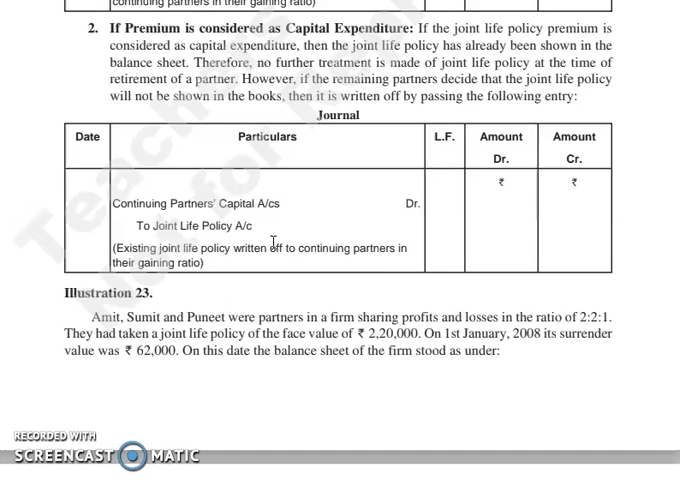 continuing partners in their gaining ratio)
2. If Premium is considered as Capital Expenditure: If the joint life policy premium is
considered as capital expenditure, then the joint life policy has already been shown in the
balance sheet. Therefore, no further treatment is made of joint life policy at the time of
retirement of a partner. However, if the remaining partners decide that the joint life policy
will not be shown in the books, then it is written off by passing the following entry:
Journal
Date Particulars L.F. Amount Amount
Dr. Cr.
₹ ₹
Continuing Partners' Capital A/cs Dr.
To Joint Life Policy A/c
(Existing joint life policy written off to continuing partners in
their gaining ratio)
Illustration 23.
Amit, Sumit and Puneet were partners in a firm sharing profits and losses in the ratio of 2:2:1.
They had taken a joint life policy of the face value of ₹ 2,20,000. On 1st January, 2008 its surrender
value was ₹ 62,000. On this date the balance sheet of the firm stood as under:
RECORDED WITH
SCREENCAST MATIC